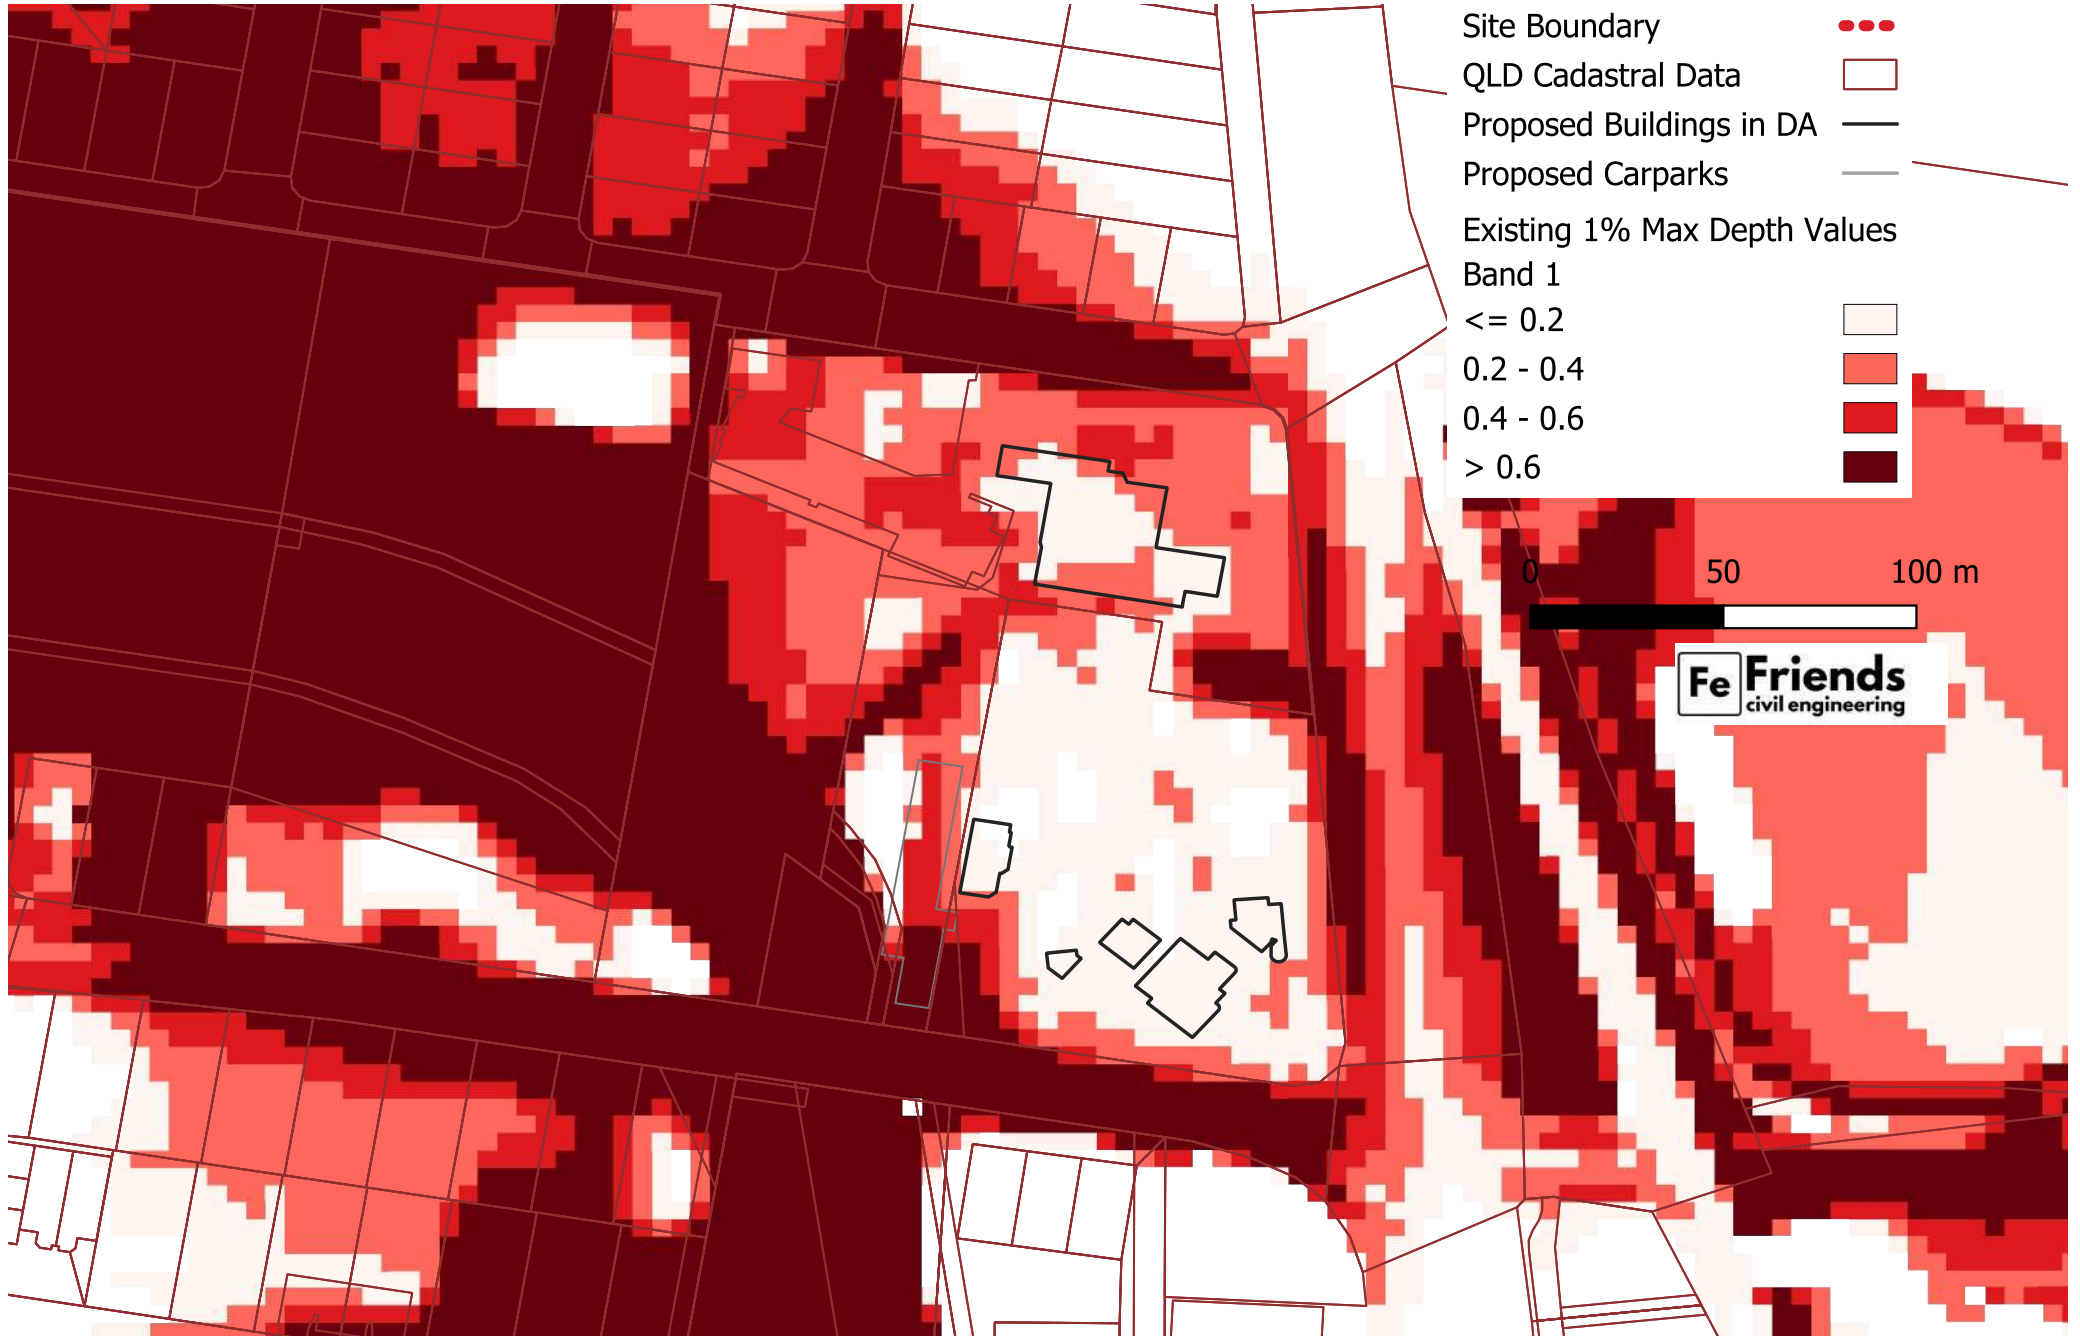 Site Boundary
QLD Cadastral Data
Proposed Buildings in DA
Proposed Carparks
Existing 1% Max Depth Values
Band 1
<= 0.2
0.2 - 0.4
0.4 - 0.6
> 0.6
0 50 100 m
Fe Friends
civil engineering